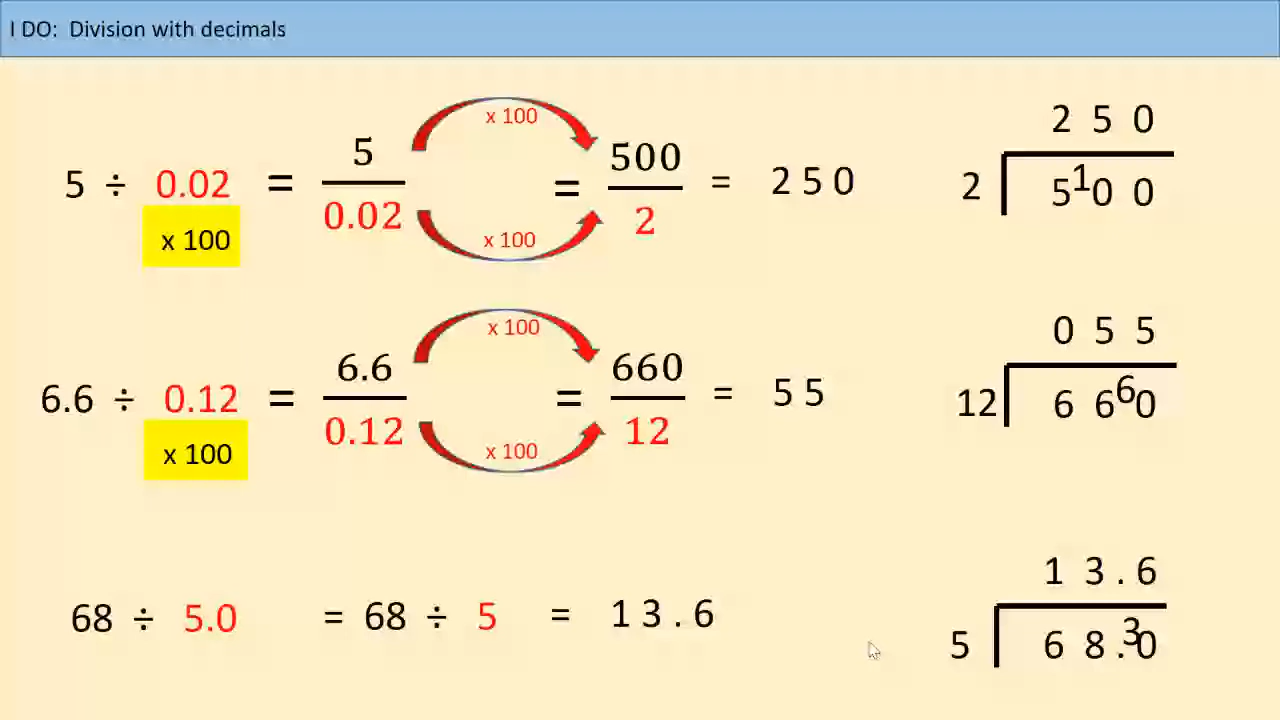 I DO: Division with decimals
5 ÷ 0.02 = 5/0.02 = 500/2 = 2 5 0
x 100
x 100
x 100
2 5 0
2 5 1 0 0
6.6 ÷ 0.12 = 6.6/0.12 = 660/12 = 5 5
x 100
x 100
x 100
0 5 5
12 6 6 6 0
68 ÷ 5.0 = 68 ÷ 5 = 1 3 . 6
1 3 . 6
5 6 8 . 3 0